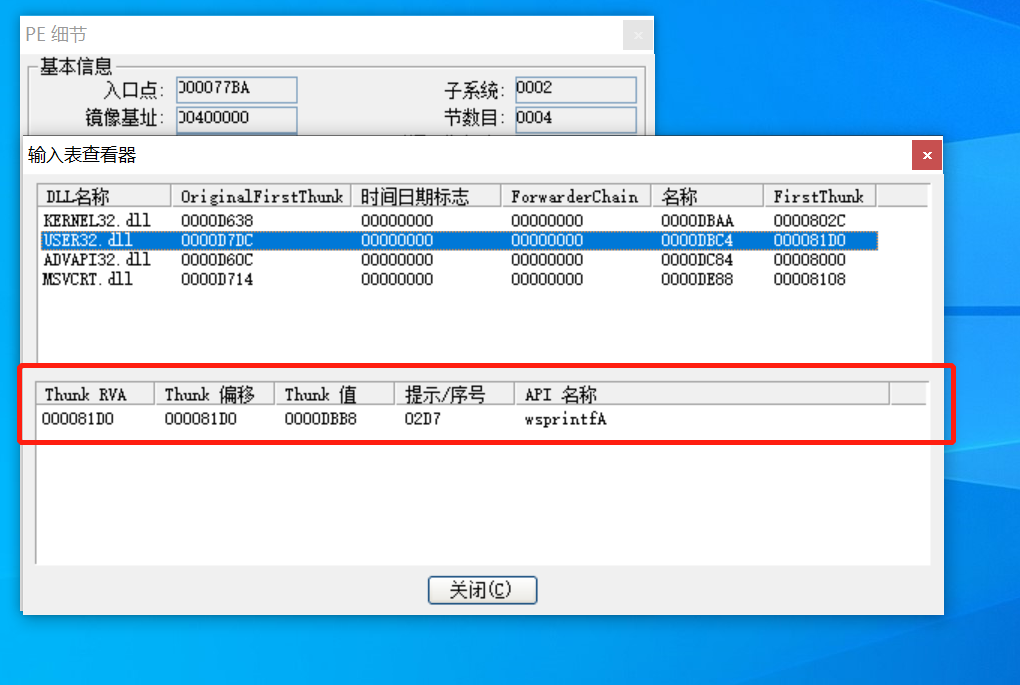 PE 细节
基本信息
入口点: 000077BA 子系统: 0002
镜像基址: 00400000 节数目: 0004
输入表查看器
DLL名称 OriginalFirstThunk 时间日期标志 ForwarderChain 名称 FirstThunk
KERNEL32.dll 0000D638 00000000 00000000 0000DBAA 0000802C
USER32.dll 0000D7DC 00000000 00000000 0000DBC4 000081D0
ADVAPI32.dll 0000D60C 00000000 00000000 0000DC84 00008000
MSVCRT.dll 0000D714 00000000 00000000 0000DE88 00008108
Thunk RVA Thunk 偏移 Thunk 值 提示/序号 API 名称
000081D0 000081D0 0000DBB8 02D7 wsprintfA
关闭(C)